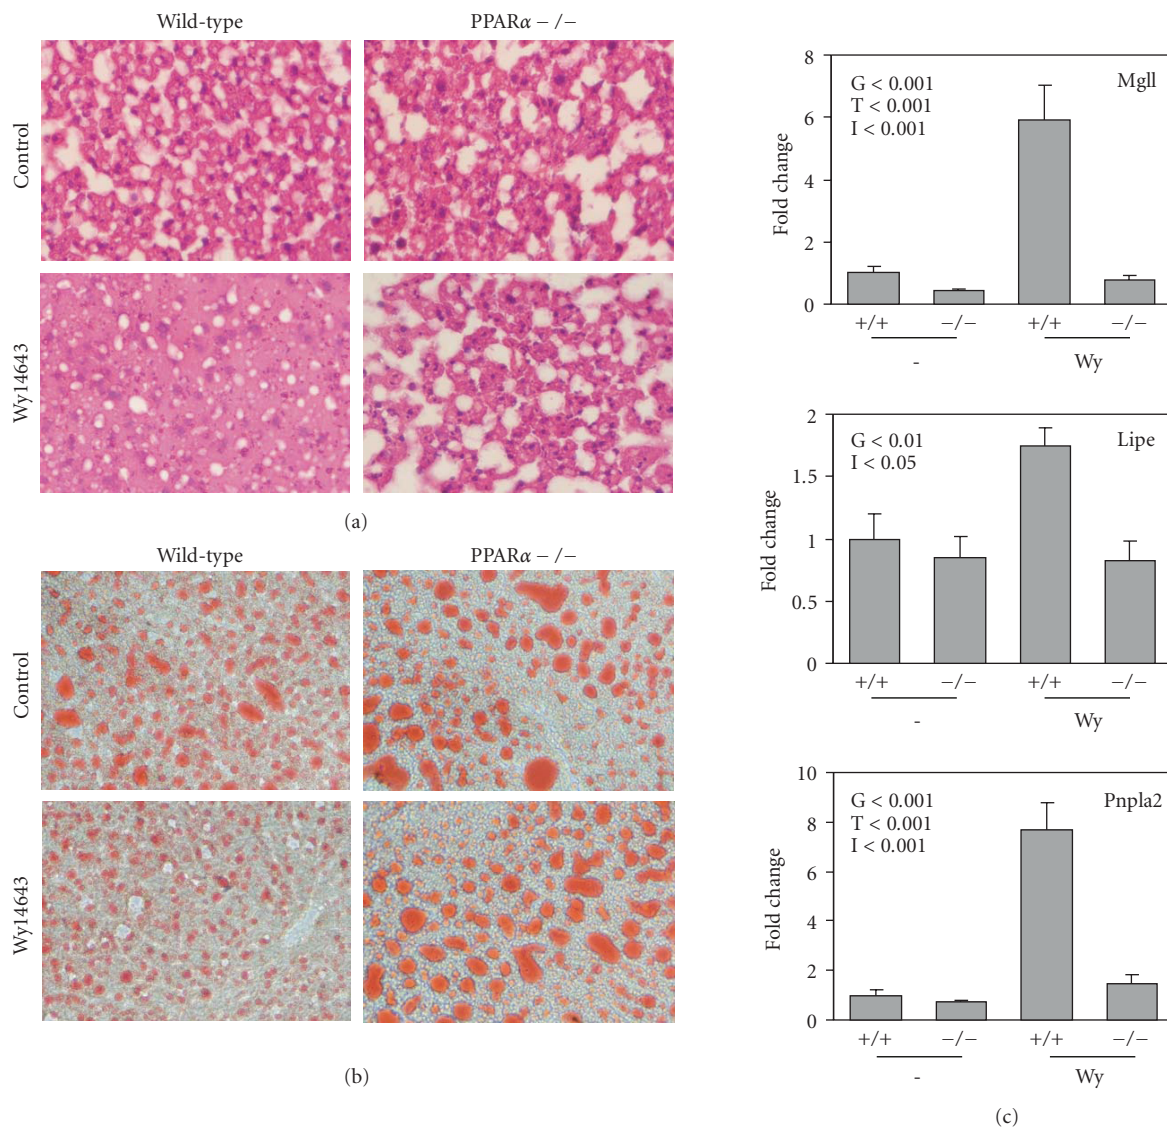 Wild-type
PPARα −/−
Control
Wy14643
(a)
Wild-type
PPARα −/−
Control
Wy14643
(b)
8
6
4
2
0
Fold change
G < 0.001
T < 0.001
I < 0.001
Mgll
+/+ −/− +/+ −/−
- Wy
2
1.5
1
0.5
0
Fold change
G < 0.01
I < 0.05
Lipe
+/+ −/− +/+ −/−
- Wy
10
8
6
4
2
0
Fold change
G < 0.001
T < 0.001
I < 0.001
Pnpla2
+/+ −/− +/+ −/−
- Wy
(c)